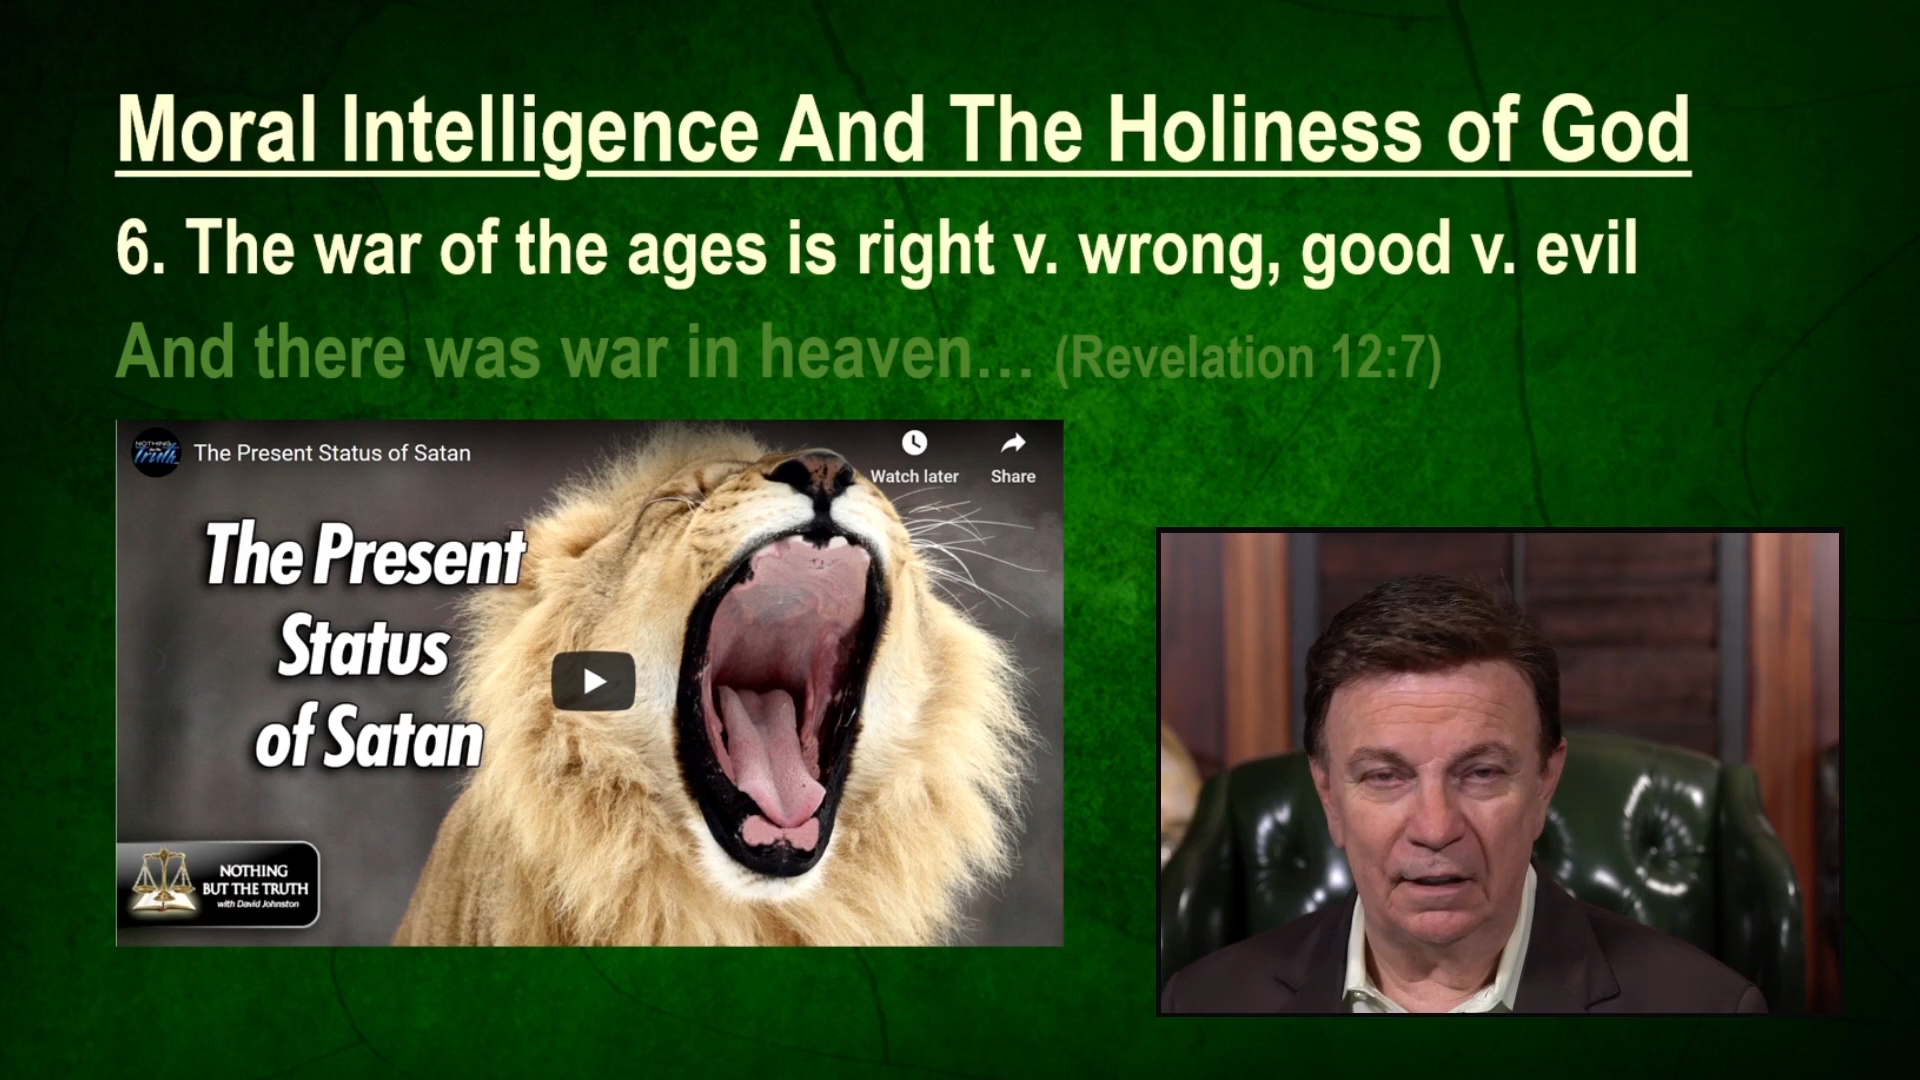 Moral Intelligence And The Holiness of God
6. The war of the ages is right v. wrong, good v. evil
And there was war in heaven… (Revelation 12:7)
NOTHING
Truth
The Present Status of Satan
Watch later
Share
The Present
Status
of Satan
NOTHING
BUT THE TRUTH
with David Johnston